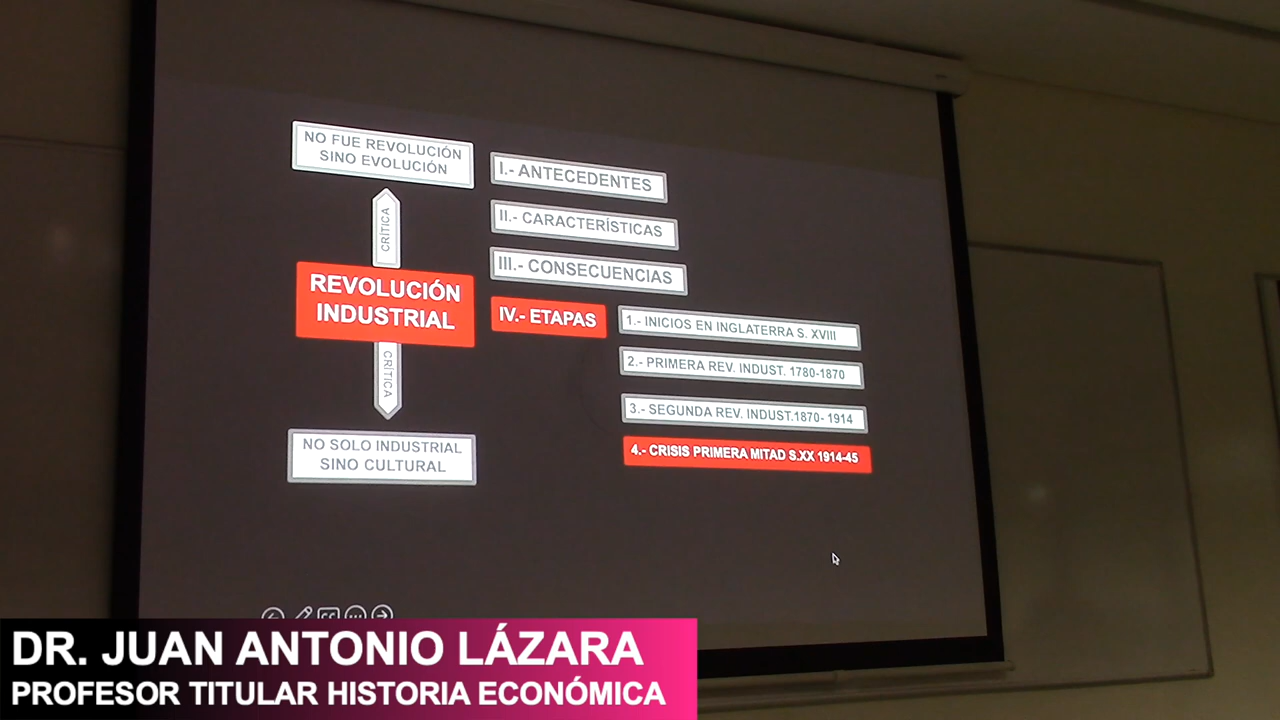 NO FUE REVOLUCIÓN
SINO EVOLUCIÓN
CRÍTICA
REVOLUCIÓN
INDUSTRIAL
CRÍTICA
NO SOLO INDUSTRIAL
SINO CULTURAL
I.- ANTECEDENTES
II.- CARACTERÍSTICAS
III.- CONSECUENCIAS
IV.- ETAPAS
1.- INICIOS EN INGLATERRA S. XVIII
2.- PRIMERA REV. INDUST. 1780-1870
3.- SEGUNDA REV. INDUST.1870- 1914
4.- CRISIS PRIMERA MITAD S.XX 1914-45
DR. JUAN ANTONIO LÁZARA
PROFESOR TITULAR HISTORIA ECONÓMICA